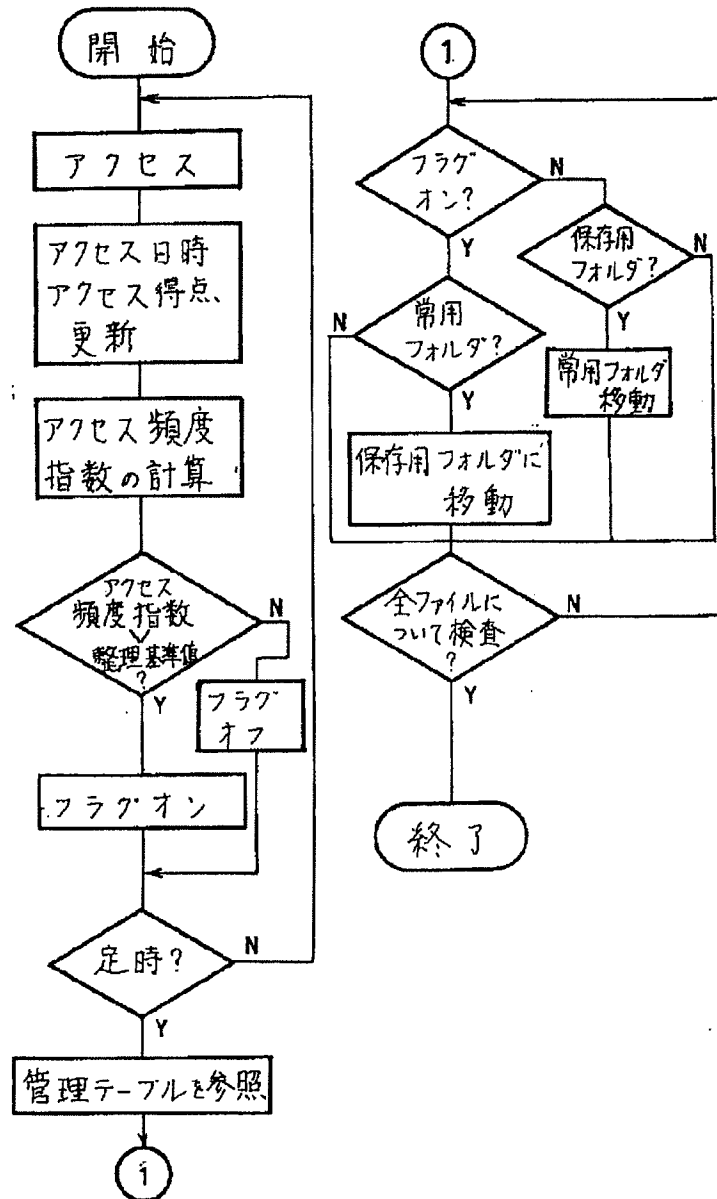 開始
アクセス
アクセス日時
アクセス得点、
更新
アクセス頻度
指数の計算
アクセス
頻度指数
>
整理基準値
?
N
Y
フラグ
オフ
フラグオン
定時?
N
Y
管理テーブルを参照
1
1
フラグ
オン?
N
Y
保存用
フォルダ?
N
Y
常用フォルダ
移動
常用
フォルダ?
N
Y
保存用フォルダに
移動
全ファイルに
ついて検査
?
N
Y
終了